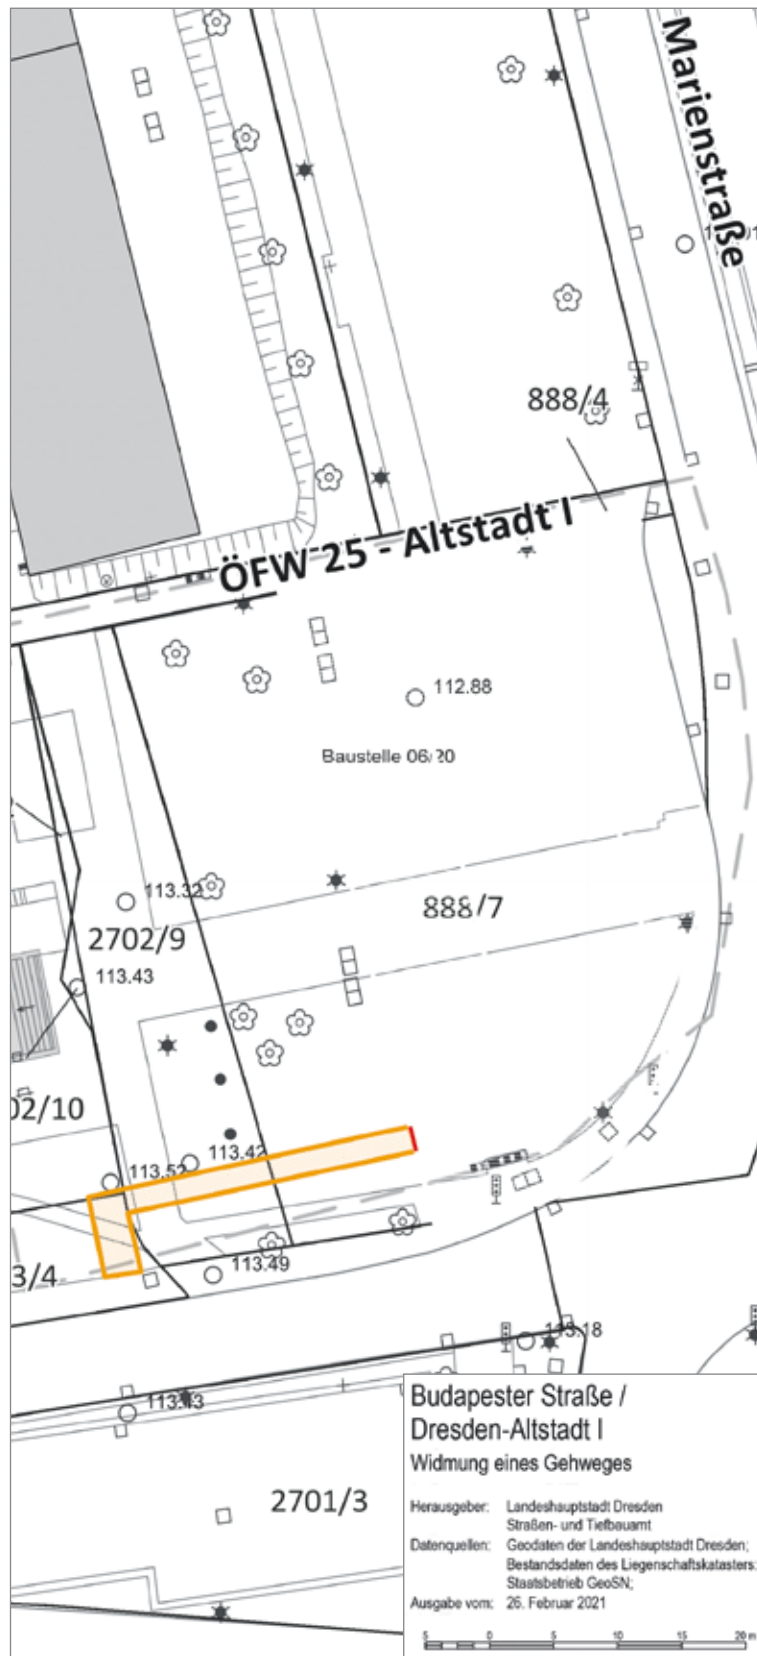 Marienstraße
888/4
ÖFW 25 - Altstadt I
112.88
Baustelle 06/20
113.32
888/7
2702/9
113.43
02/10
113.42
113.52
3/4
113.49
113.18
113.43
2701/3
Budapester Straße /
Dresden-Altstadt I
Widmung eines Gehweges
Herausgeber: Landeshauptstadt Dresden
Straßen- und Tiefbauamt
Datenquellen: Geodaten der Landeshauptstadt Dresden;
Bestandsdaten des Liegenschaftskatasters:
Staatsbetrieb GeoSN;
Ausgabe vom: 26. Februar 2021
5 0 5 10 15 20 m